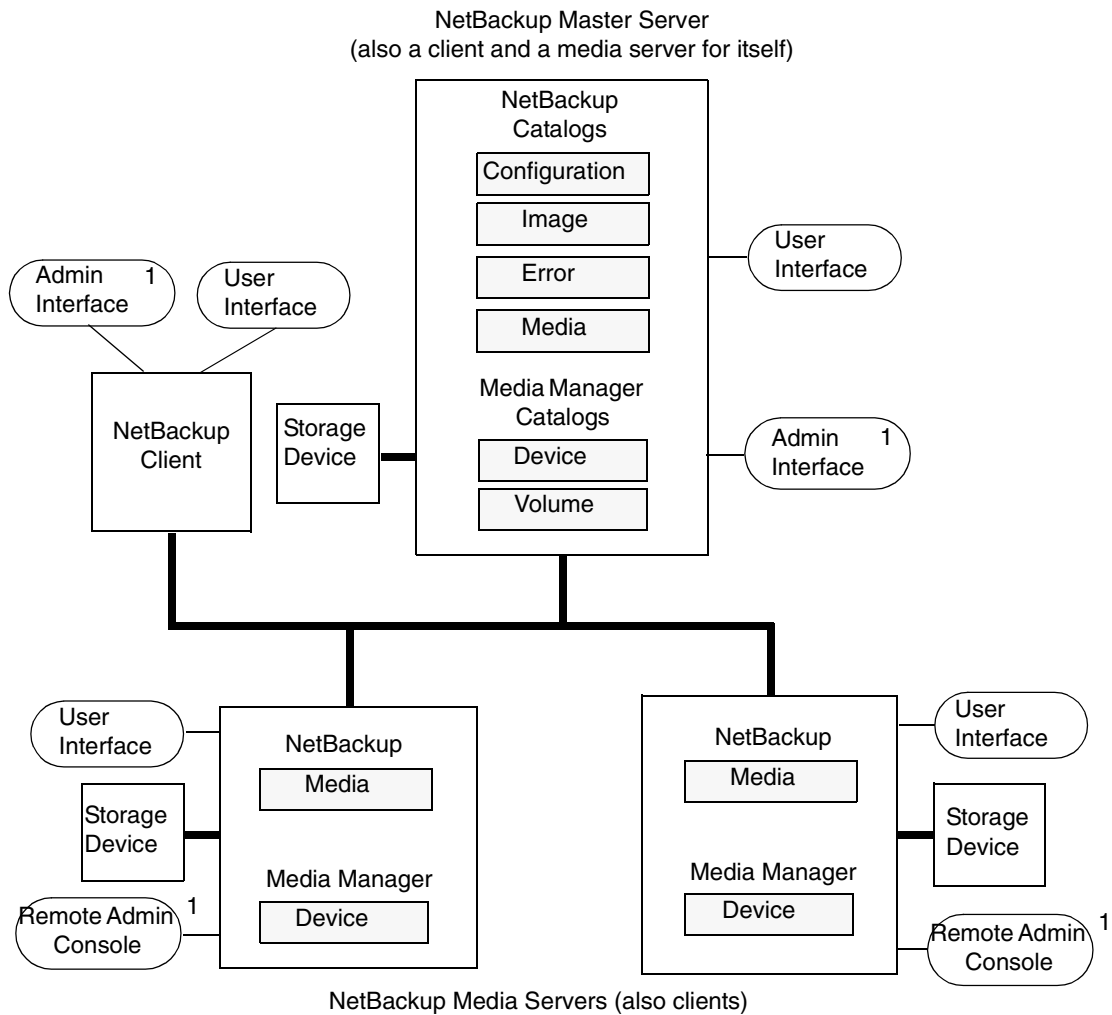 NetBackup Master Server
(also a client and a media server for itself)
NetBackup
Catalogs
Configuration
Image
Error
Media
Media Manager
Catalogs
Device
Volume
User
Interface
Admin 1
Interface
Admin 1
Interface
User
Interface
NetBackup
Client
Storage
Device
User
Interface
Storage
Device
Remote Admin 1
Console
NetBackup
Media
Media Manager
Device
NetBackup
Media
Media Manager
Device
User
Interface
Storage
Device
Remote Admin 1
Console
NetBackup Media Servers (also clients)